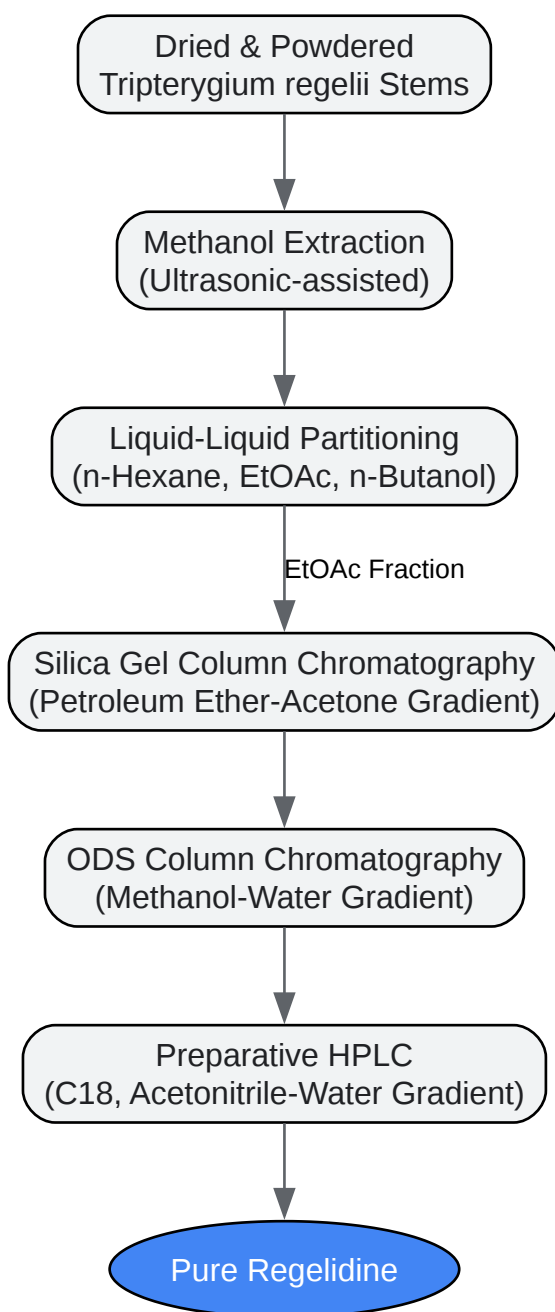 Dried & Powdered
Tripterygium regelii Stems
Methanol Extraction
(Ultrasonic-assisted)
Liquid-Liquid Partitioning
(n-Hexane, EtOAc, n-Butanol)
EtOAc Fraction
Silica Gel Column Chromatography
(Petroleum Ether-Acetone Gradient)
ODS Column Chromatography
(Methanol-Water Gradient)
Preparative HPLC
(C18, Acetonitrile-Water Gradient)
Pure Regelidine